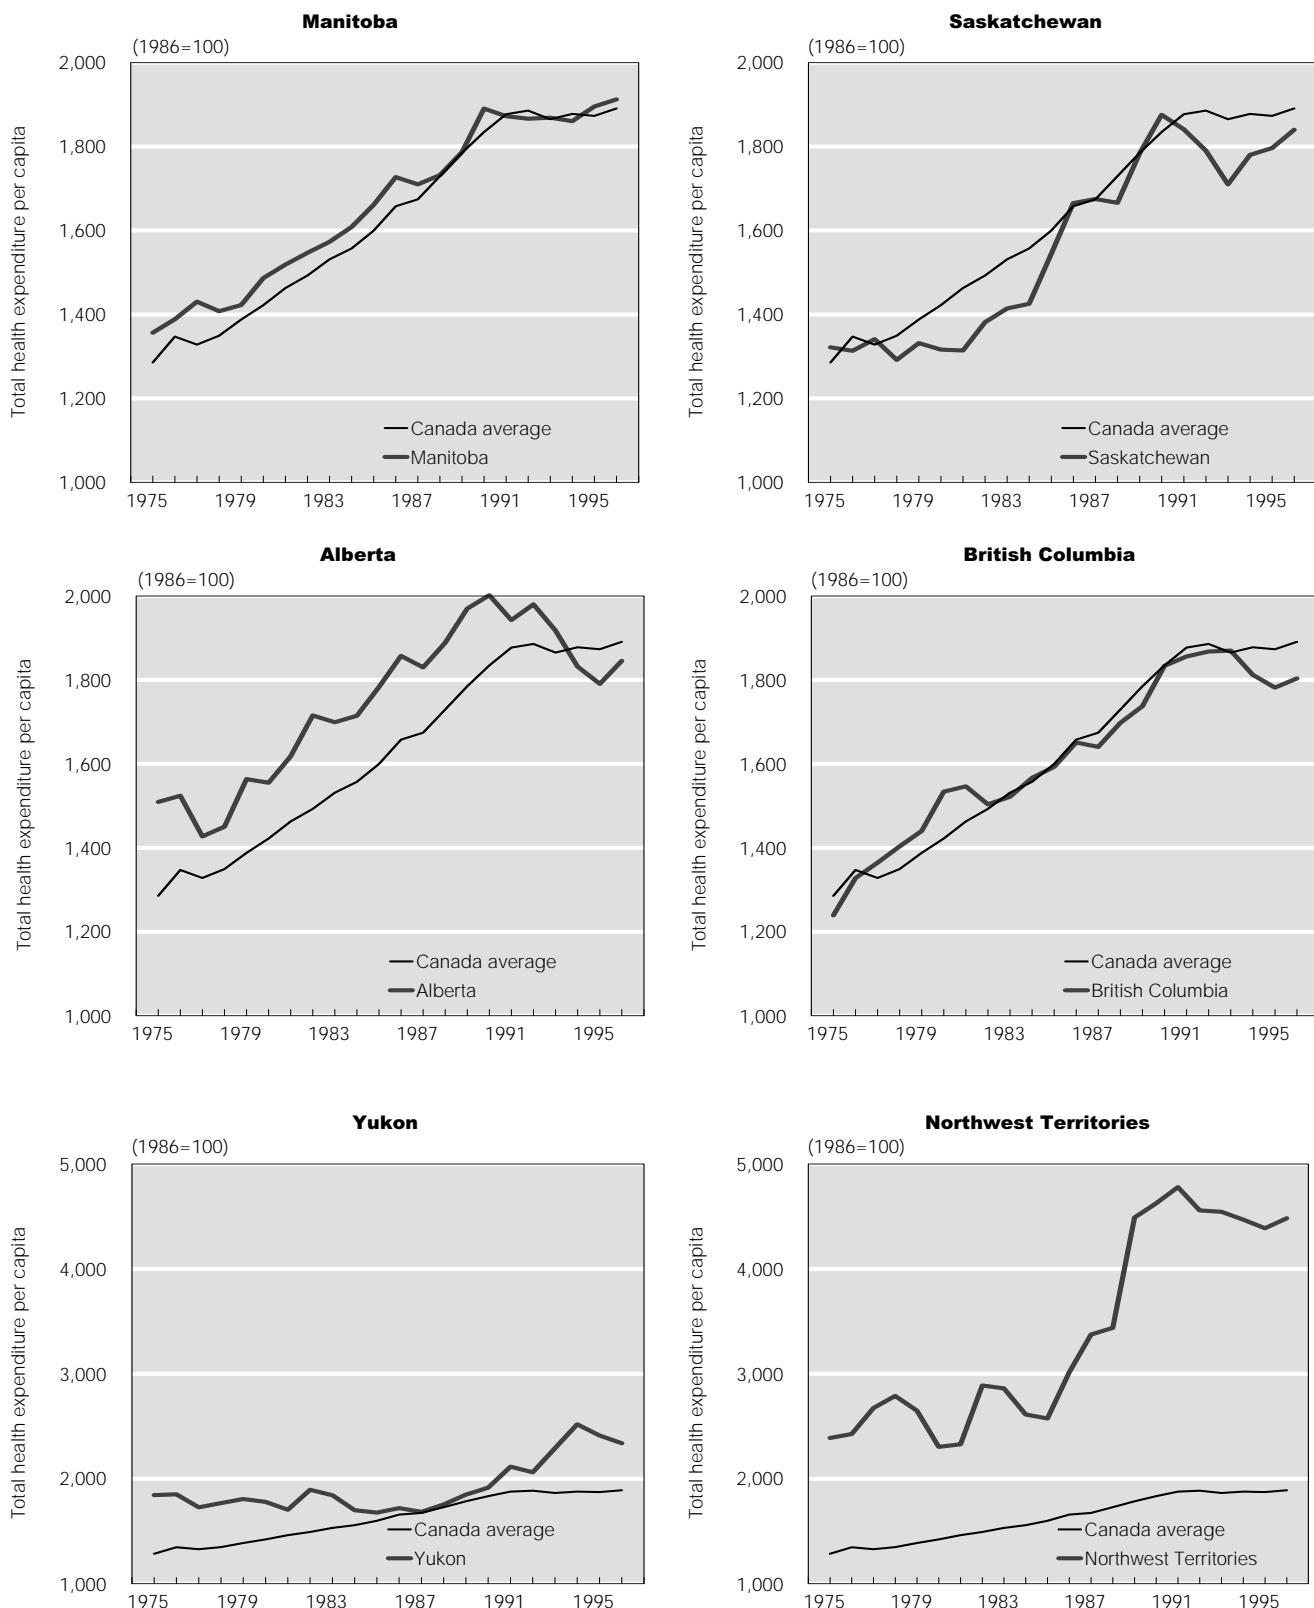 Manitoba
(1986=100)
Total health expenditure per capita
2,000
1,800
1,600
1,400
1,200
1,000
Canada average
Manitoba
1975 1979 1983 1987 1991 1995
Saskatchewan
(1986=100)
Total health expenditure per capita
2,000
1,800
1,600
1,400
1,200
1,000
Canada average
Saskatchewan
1975 1979 1983 1987 1991 1995
Alberta
(1986=100)
Total health expenditure per capita
2,000
1,800
1,600
1,400
1,200
1,000
Canada average
Alberta
1975 1979 1983 1987 1991 1995
British Columbia
(1986=100)
Total health expenditure per capita
2,000
1,800
1,600
1,400
1,200
1,000
Canada average
British Columbia
1975 1979 1983 1987 1991 1995
Yukon
(1986=100)
Total health expenditure per capita
5,000
4,000
3,000
2,000
1,000
Canada average
Yukon
1975 1979 1983 1987 1991 1995
Northwest Territories
(1986=100)
Total health expenditure per capita
5,000
4,000
3,000
2,000
1,000
Canada average
Northwest Territories
1975 1979 1983 1987 1991 1995